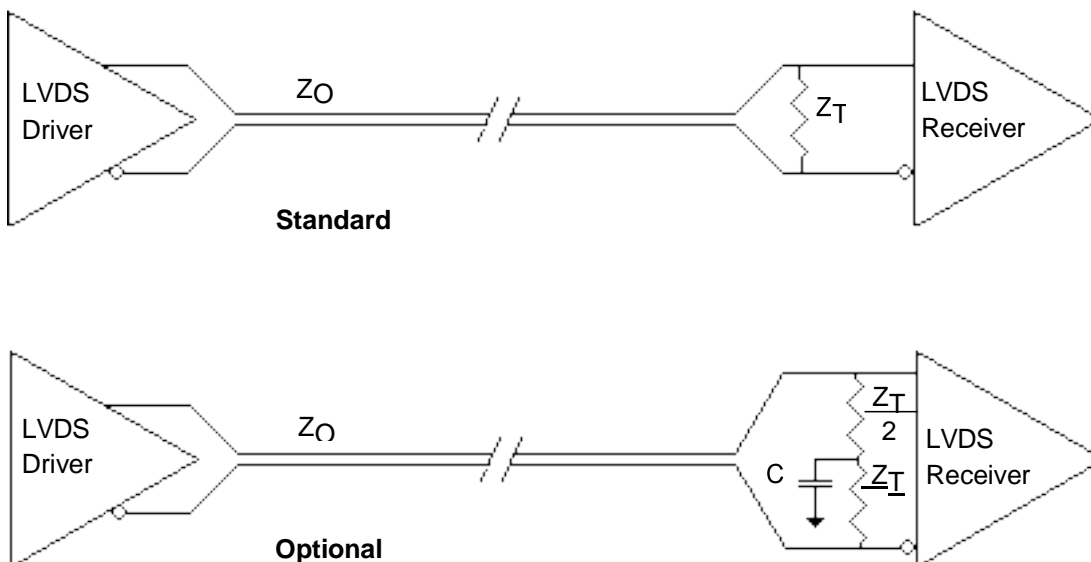 LVDS
Driver
ZO
ZT
LVDS
Receiver
Standard
LVDS
Driver
ZO
ZT
2
C
ZT
LVDS
Receiver
Optional